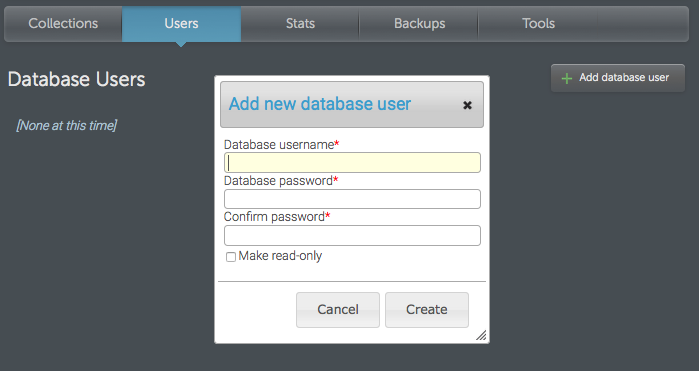 Collections Users Stats Backups Tools
Database Users
Add database user
[None at this time]
Add new database user
Database username*
Database password*
Confirm password*
Make read-only
Cancel Create